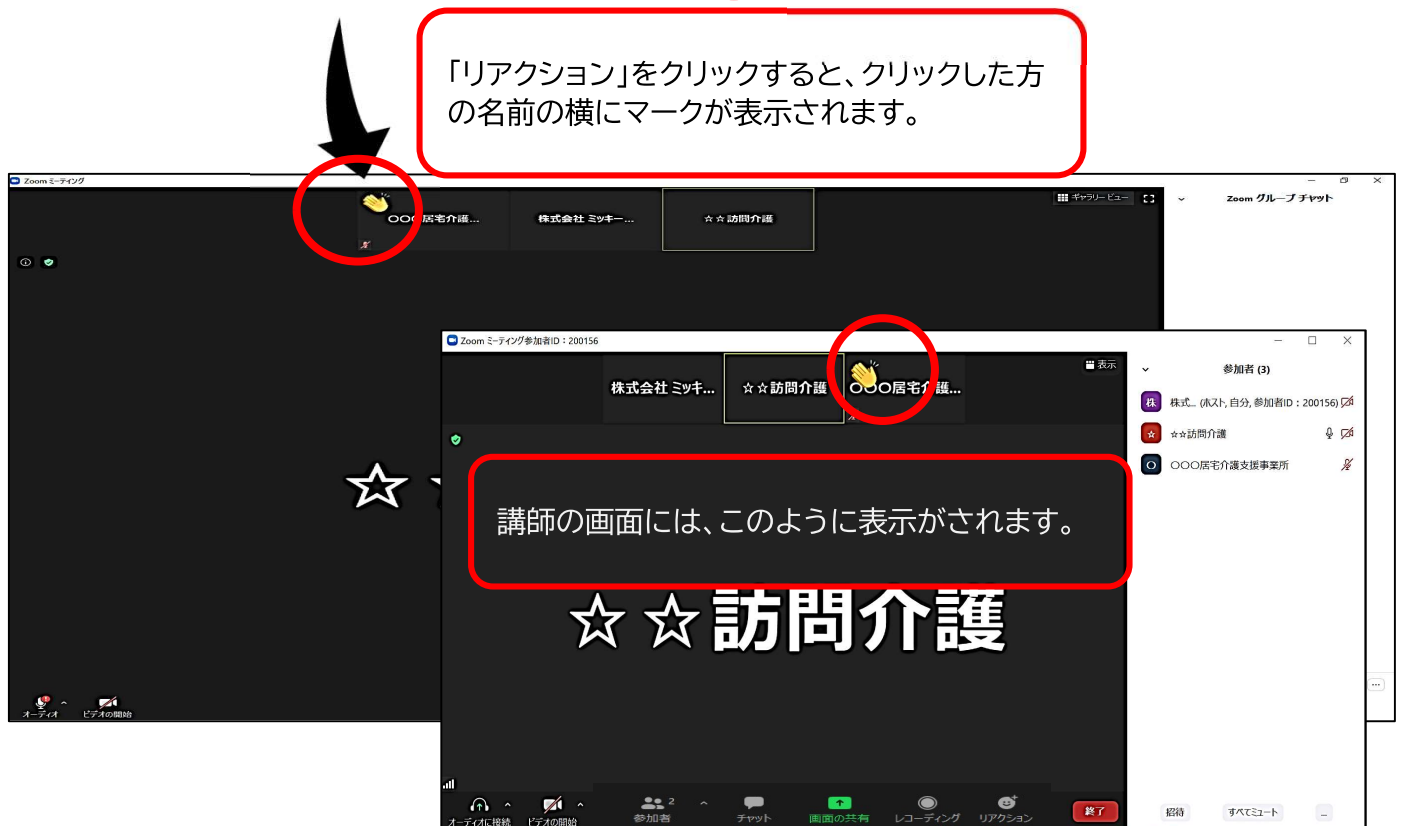 「リアクション」をクリックすると、クリックした方
の名前の横にマークが表示されます。
Zoom ミーティング
〇〇〇居宅介護...
株式会社 ミッキー...
☆☆訪問介護
ギャラリービュー
Zoom グループ チャット
Zoom ミーティング参加者ID：200156
株式会社 ミッキ...
☆☆訪問介護
〇〇〇居宅介護...
表示
参加者 (3)
株 株式... (ホスト, 自分, 参加者ID：200156)
☆ ☆☆訪問介護
〇 〇〇〇居宅介護支援事業所
講師の画面には、このように表示がされます。
☆☆訪問介護
オーディオ
ビデオの開始
オーディオに接続
ビデオの開始
参加者 2
チャット
画面の共有
レコーディング
リアクション
終了
招待
すべてミュート
...